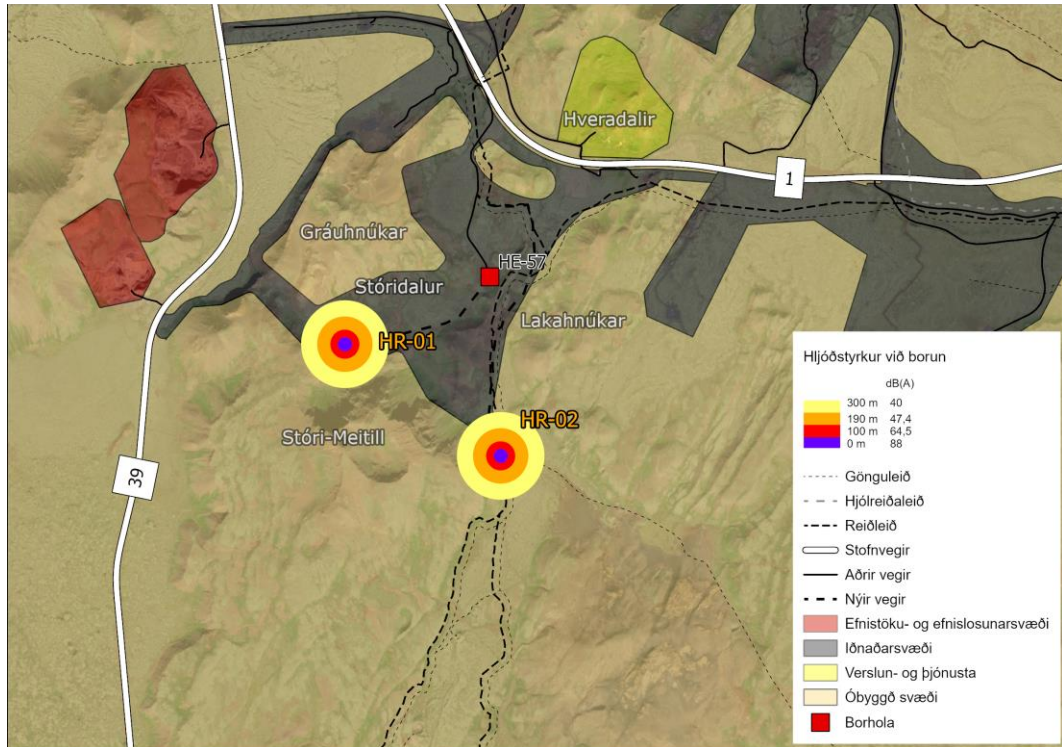 Hveradalir
1
Gráuhnúkar
HE-57
Stóridalur
Lakahnúkar
HR-01
HR-02
Stóri-Meitill
39
Hljóðstyrkur við borun
dB(A)
300 m 40
190 m 47,4
100 m 64,5
0 m 88
Gönguleið
Hjólreiðaleið
Reiðleið
Stofnvegir
Aðrir vegir
Nýir vegir
Efnistöku- og efnislosunarsvæði
Iðnaðarsvæði
Verslun- og þjónusta
Óbyggð svæði
Borhola